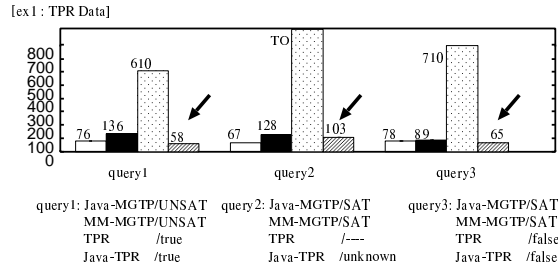 [ex1 : TPR Data]
800
800
700
600
500
400
300
200
100
0
76
136
610
58
67
128
TO
103
78
89
710
65
query1
query2
query3
query1: Java-MGTP/UNSAT
MM-MGTP/UNSAT
TPR /true
Java-TPR /true
query2: Java-MGTP/SAT
MM-MGTP/SAT
TPR /----
Java-TPR /unknown
query3: Java-MGTP/SAT
MM-MGTP/SAT
TPR /false
Java-TPR /false